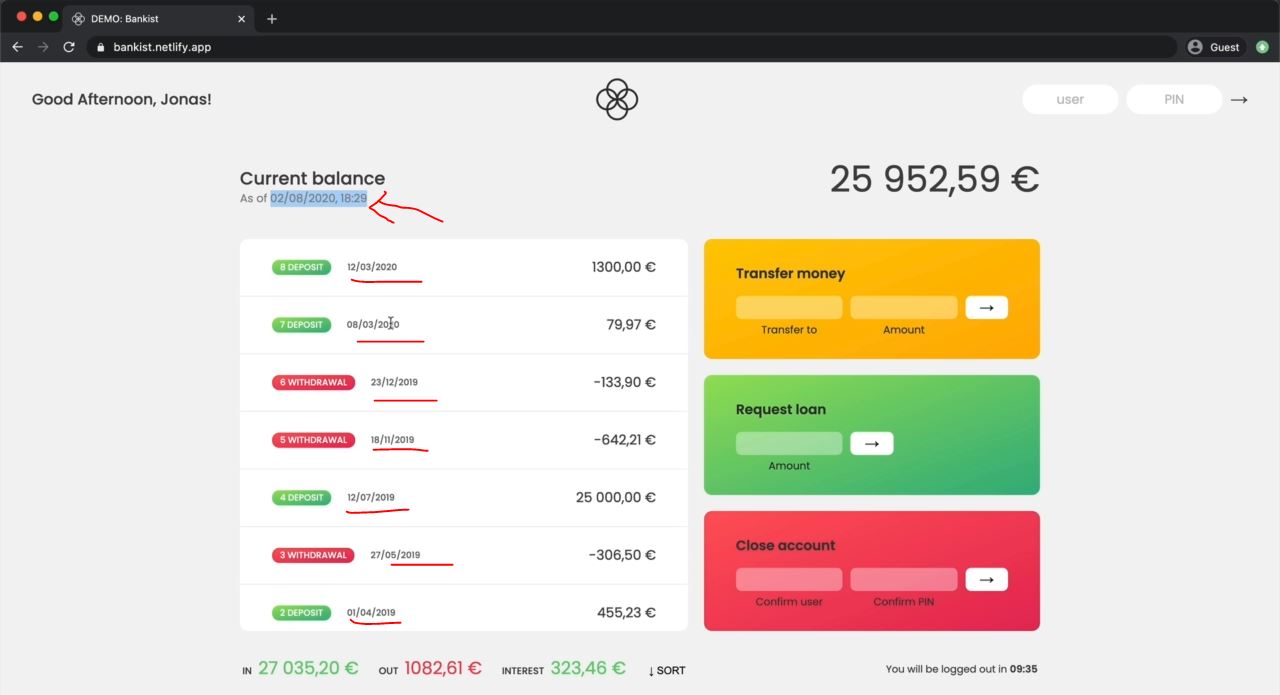 DEMO: Bankist
bankist.netlify.app
Guest
Good Afternoon, Jonas!
user
PIN
Current balance
As of 02/08/2020, 18:29
25 952,59 €
8 DEPOSIT 12/03/2020 1300,00 €
7 DEPOSIT 08/03/2020 79,97 €
6 WITHDRAWAL 23/12/2019 -133,90 €
5 WITHDRAWAL 18/11/2019 -642,21 €
4 DEPOSIT 12/07/2019 25 000,00 €
3 WITHDRAWAL 27/05/2019 -306,50 €
2 DEPOSIT 01/04/2019 455,23 €
Transfer money
→
Transfer to Amount
Request loan
→
Amount
Close account
→
Confirm user Confirm PIN
IN 27 035,20 € OUT 1082,61 € INTEREST 323,46 € ↓ SORT
You will be logged out in 09:35